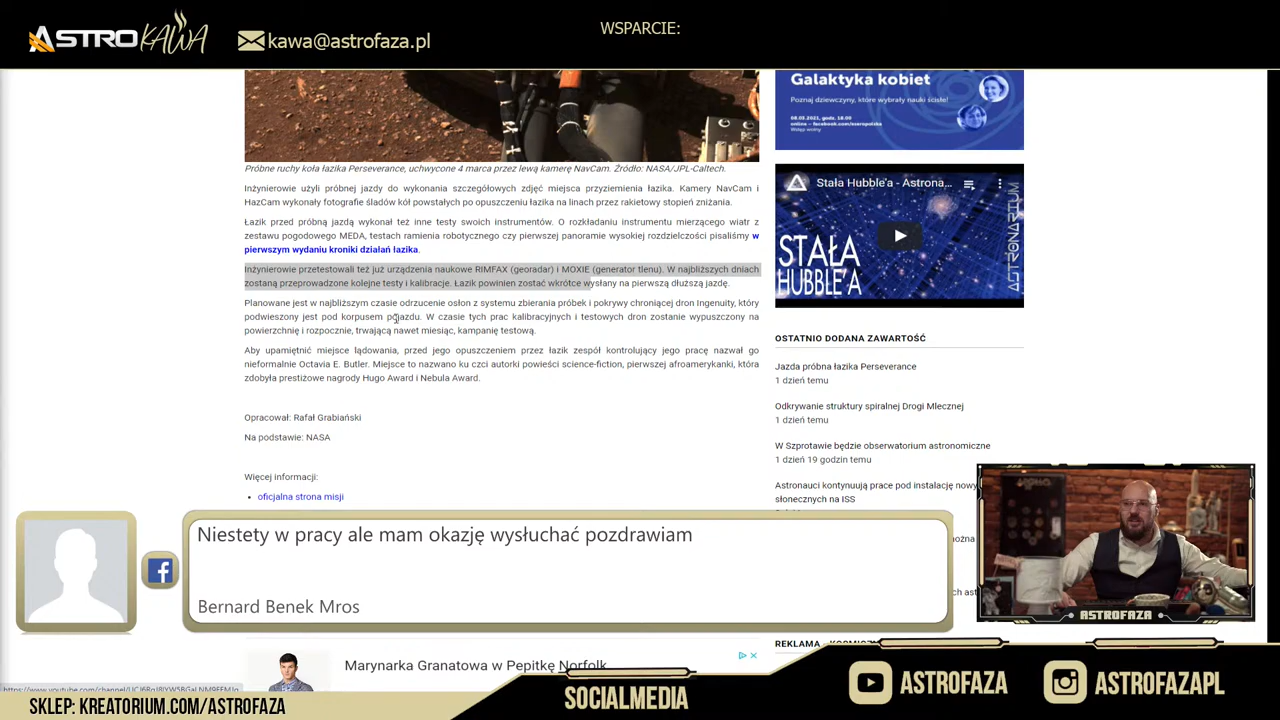 ASTROKAWA
kawa@astrofaza.pl
WSPARCIE:
Próbne ruchy koła łazika Perseverance, uchwycone 4 marca przez lewą kamerę NavCam. Źródło: NASA/JPL-Caltech.
Inżynierowie użyli próbnej jazdy do wykonania szczegółowych zdjęć miejsca przyziemienia łazika. Kamery NavCam i
HazCam wykonały fotografie śladów kół powstałych po opuszczeniu łazika na linach przez rakietowy stopień zniżania.
Łazik przed próbną jazdą wykonał też inne testy swoich instrumentów. O rozkładaniu instrumentu mierzącego wiatr z
zestawu pogodowego MEDA, testach ramienia robotycznego czy pierwszej panoramie wysokiej rozdzielczości pisaliśmy w
pierwszym wydaniu kroniki działań łazika.
Inżynierowie przetestowali też już urządzenia naukowe RIMFAX (georadar) i MOXIE (generator tlenu). W najbliższych dniach
zostaną przeprowadzone kolejne testy i kalibracje. Łazik powinien zostać wkrótce wysłany na pierwszą dłuższą jazdę.
Planowane jest w najbliższym czasie odrzucenie osłon z systemu zbierania próbek i pokrywy chroniącej dron Ingenuity, który
podwieszony jest pod korpusem pojazdu. W czasie tych prac kalibracyjnych i testowych dron zostanie wypuszczony na
powierzchnię i rozpocznie, trwającą nawet miesiąc, kampanię testową.
Aby upamiętnić miejsce lądowania, przed jego opuszczeniem przez łazik zespół kontrolujący jego pracę nazwał go
nieformalnie Octavia E. Butler. Miejsce to nazwano ku czci autorki powieści science-fiction, pierwszej afroamerykanki, która
zdobyła prestiżowe nagrody Hugo Award i Nebula Award.
Opracował: Rafał Grabiański
Na podstawie: NASA
Więcej informacji:
• oficjalna strona misji
Galaktyka kobiet
Poznaj dziewczyny, które wybrały nauki ścisłe!
08.03.2021, godz. 18.00
Wstęp wolny
Stała Hubble'a - Astrona...
STAŁA
HUBBLE'A
ASTRONARIUM
OSTATNIO DODANA ZAWARTOŚĆ
Jazda próbna łazika Perseverance
1 dzień temu
Odkrywanie struktury spiralnej Drogi Mlecznej
1 dzień temu
W Szprotawie będzie obserwatorium astronomiczne
1 dzień 19 godzin temu
Astronauci kontynuują prace pod instalację nowy
słonecznych na ISS
Niestety w pracy ale mam okazję wysłuchać pozdrawiam
Bernard Benek Mros
ASTROFAZA
Marynarka Granatowa w Pepitkę Norfolk
SKLEP: KREATORIUM.COM/ASTROFAZA
SOCIALMEDIA
ASTROFAZA
ASTROFAZAPL